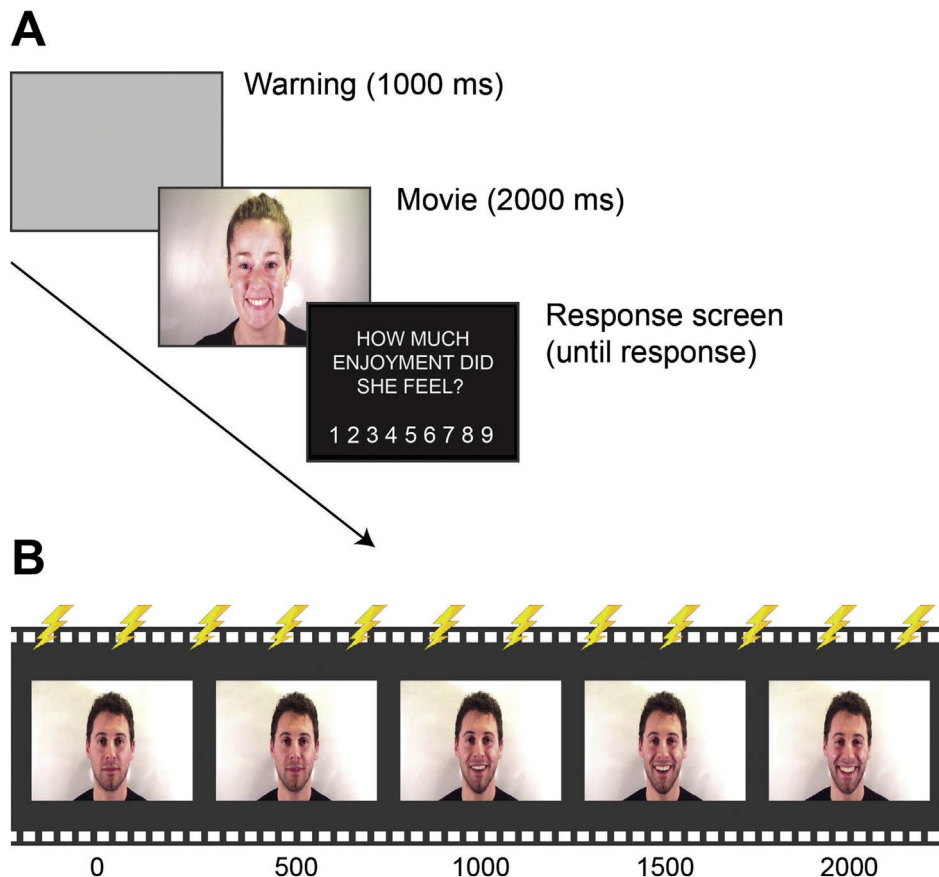 A
Warning (1000 ms)
Movie (2000 ms)
Response screen
(until response)
HOW MUCH
ENJOYMENT DID
SHE FEEL?
1 2 3 4 5 6 7 8 9
B
0 500 1000 1500 2000